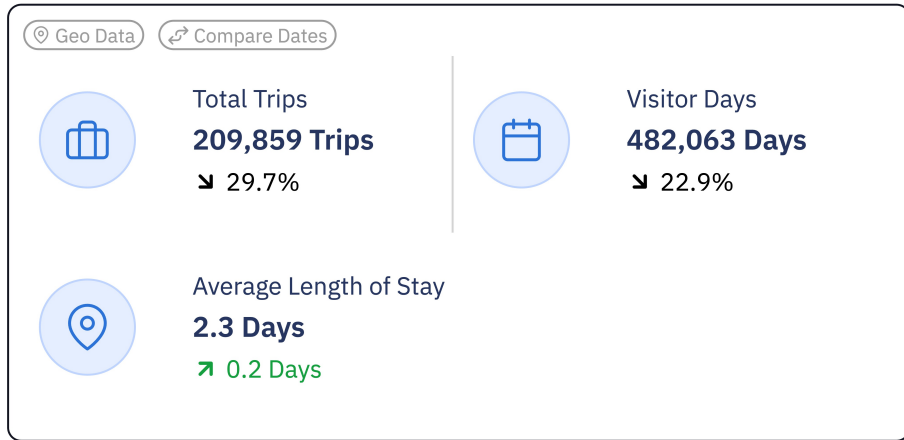 Geo Data
Compare Dates
Total Trips
209,859 Trips
29.7%
Visitor Days
482,063 Days
22.9%
Average Length of Stay
2.3 Days
0.2 Days